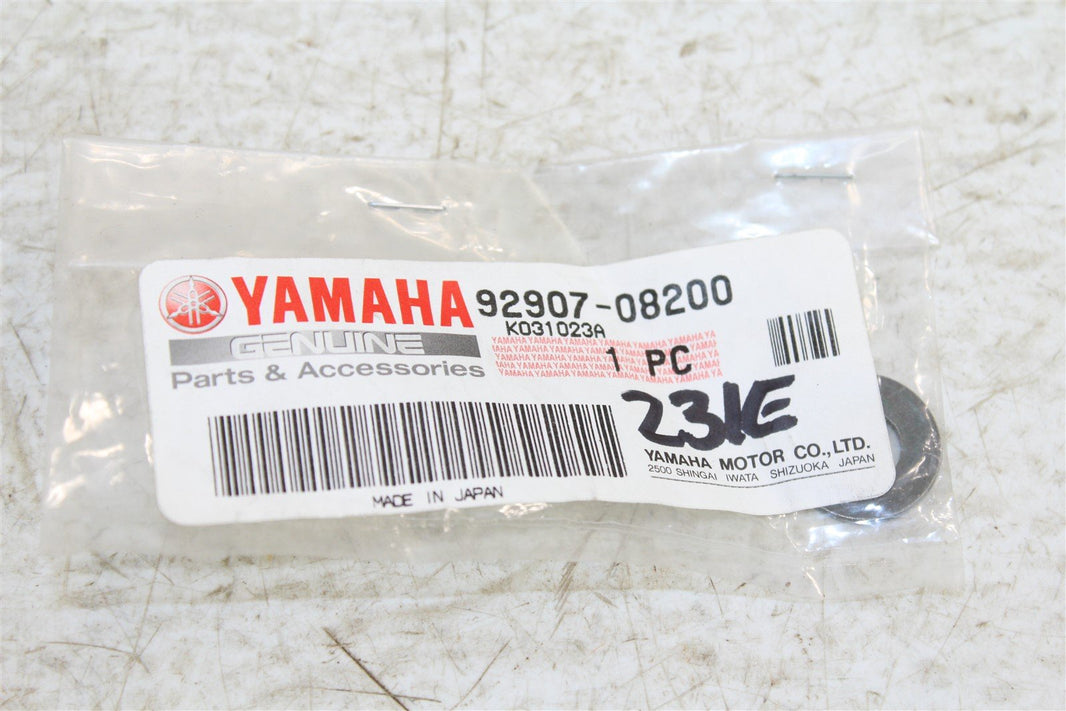 YAMAHA 92907-08200
K031023A
GENUINE
1 PC
Parts & Accessories
231E
YAMAHA MOTOR CO., LTD.
2500 SHINGAI IWATA SHIZUOKA JAPAN
MADE IN JAPAN